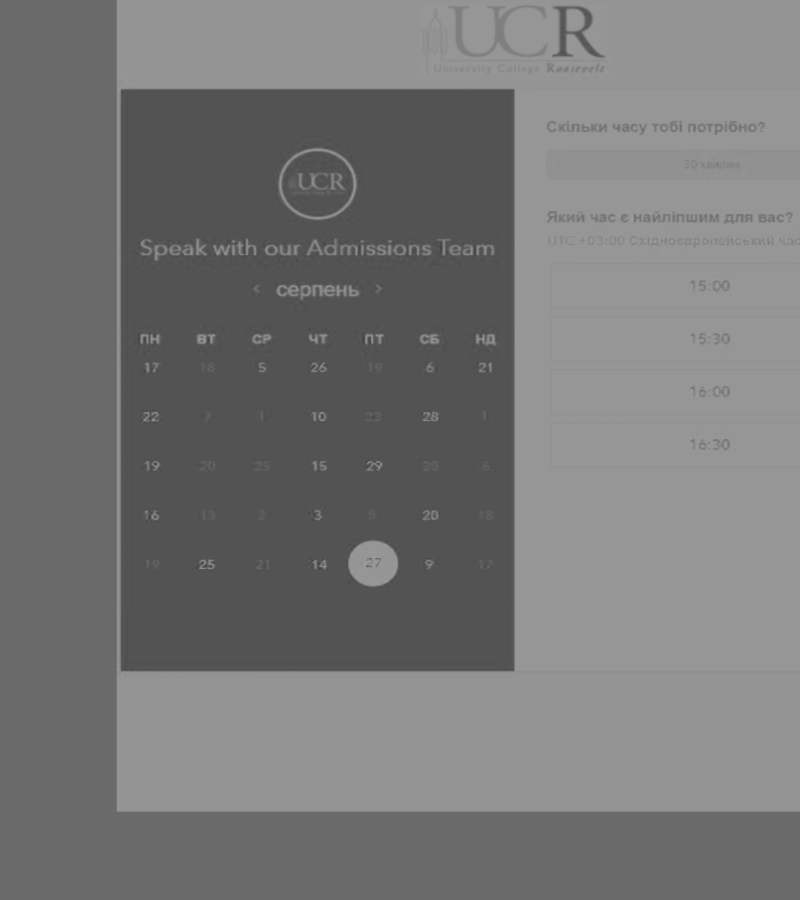 UCR
University College Roosevelt
UCR
Speak with our Admissions Team
< серпень >
ПН ВТ СР ЧТ ПТ СБ НД
17 18 5 26 19 6 21
22 7 1 10 22 28 1
19 20 25 15 29 28 6
16 13 2 3 5 20 18
19 25 21 14 27 9 17
Скільки часу тобі потрібно?
30 хвилин
Який час є найліпшим для вас?
UTC +03:00 Східноєвропейський час
15:00
15:30
16:00
16:30